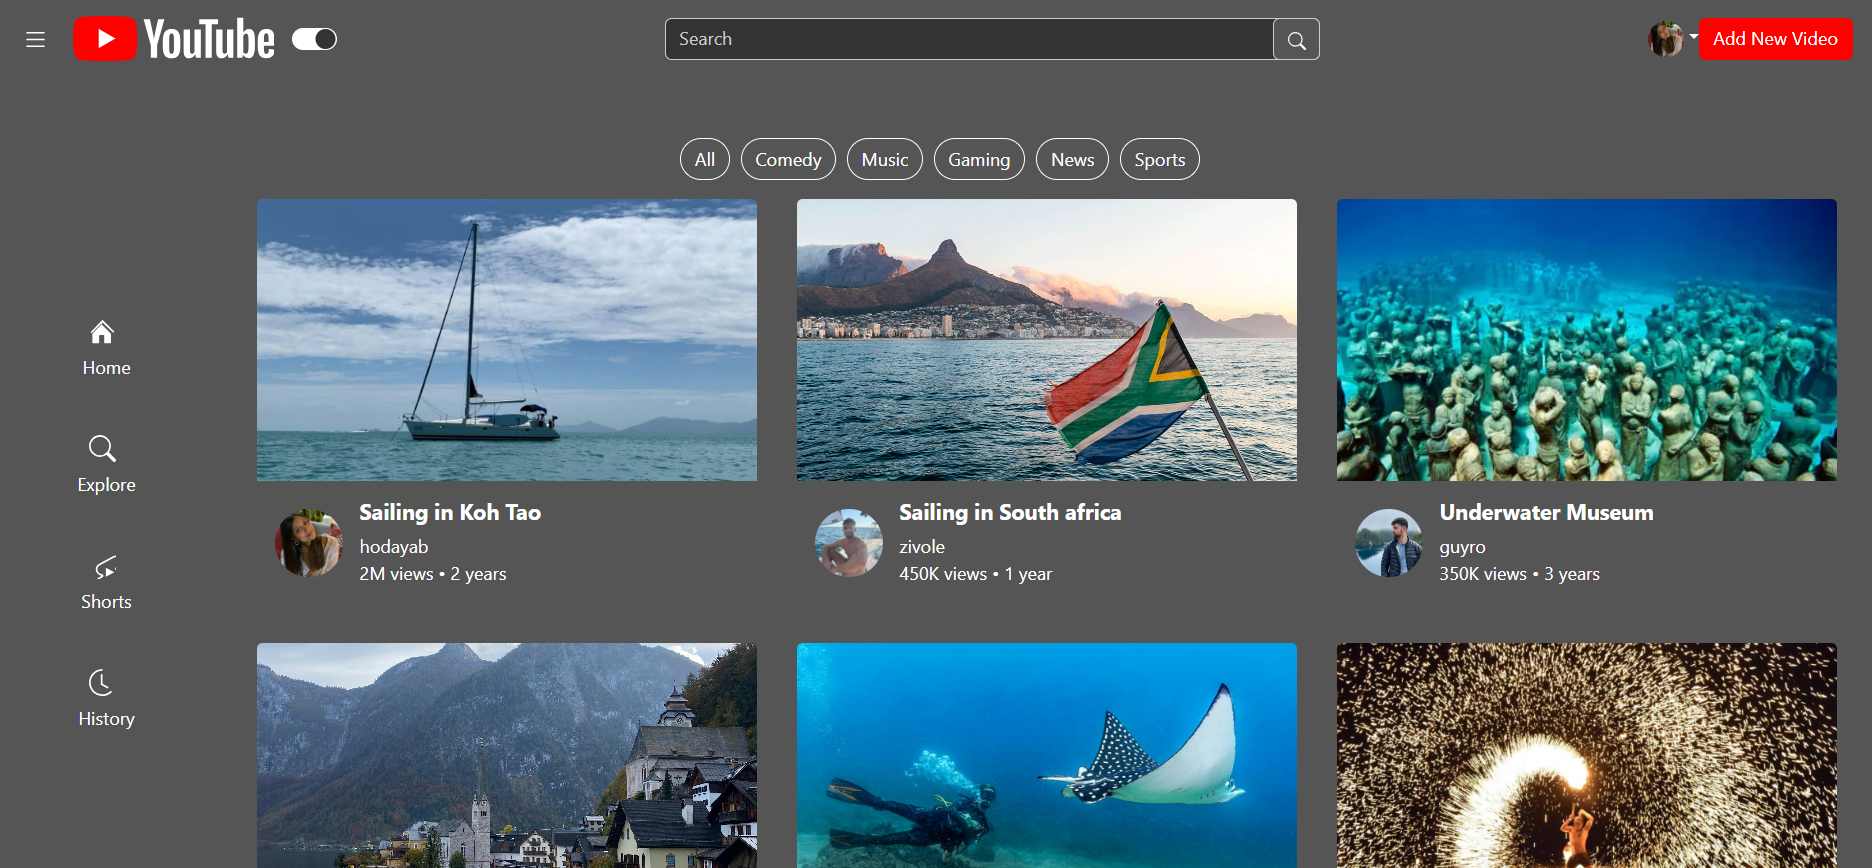 YouTube
Search
Add New Video
All Comedy Music Gaming News Sports
Home
Explore
Shorts
History
Sailing in Koh Tao
hodayab
2M views • 2 years
Sailing in South africa
zivole
450K views • 1 year
Underwater Museum
guyro
350K views • 3 years